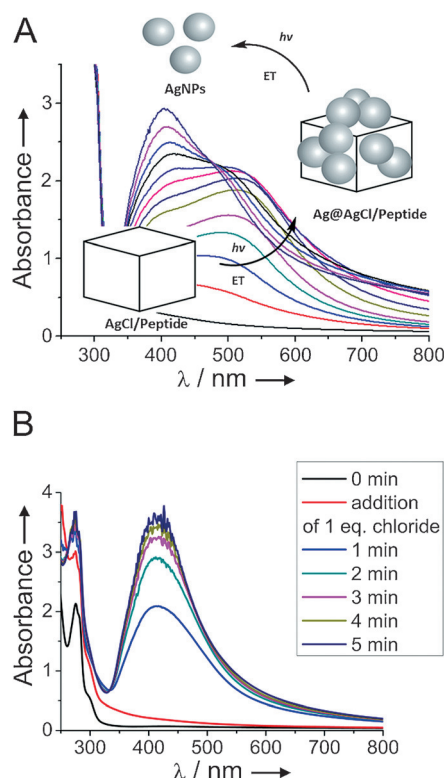 A
hν
ET
AgNPs
Ag@AgCl/Peptide
hν
ET
AgCl/Peptide
Absorbance
3
2
1
0
300 400 500 600 700 800
λ / nm
B
0 min
addition
of 1 eq. chloride
1 min
2 min
3 min
4 min
5 min
Absorbance
4
3
2
1
0
300 400 500 600 700 800
λ / nm